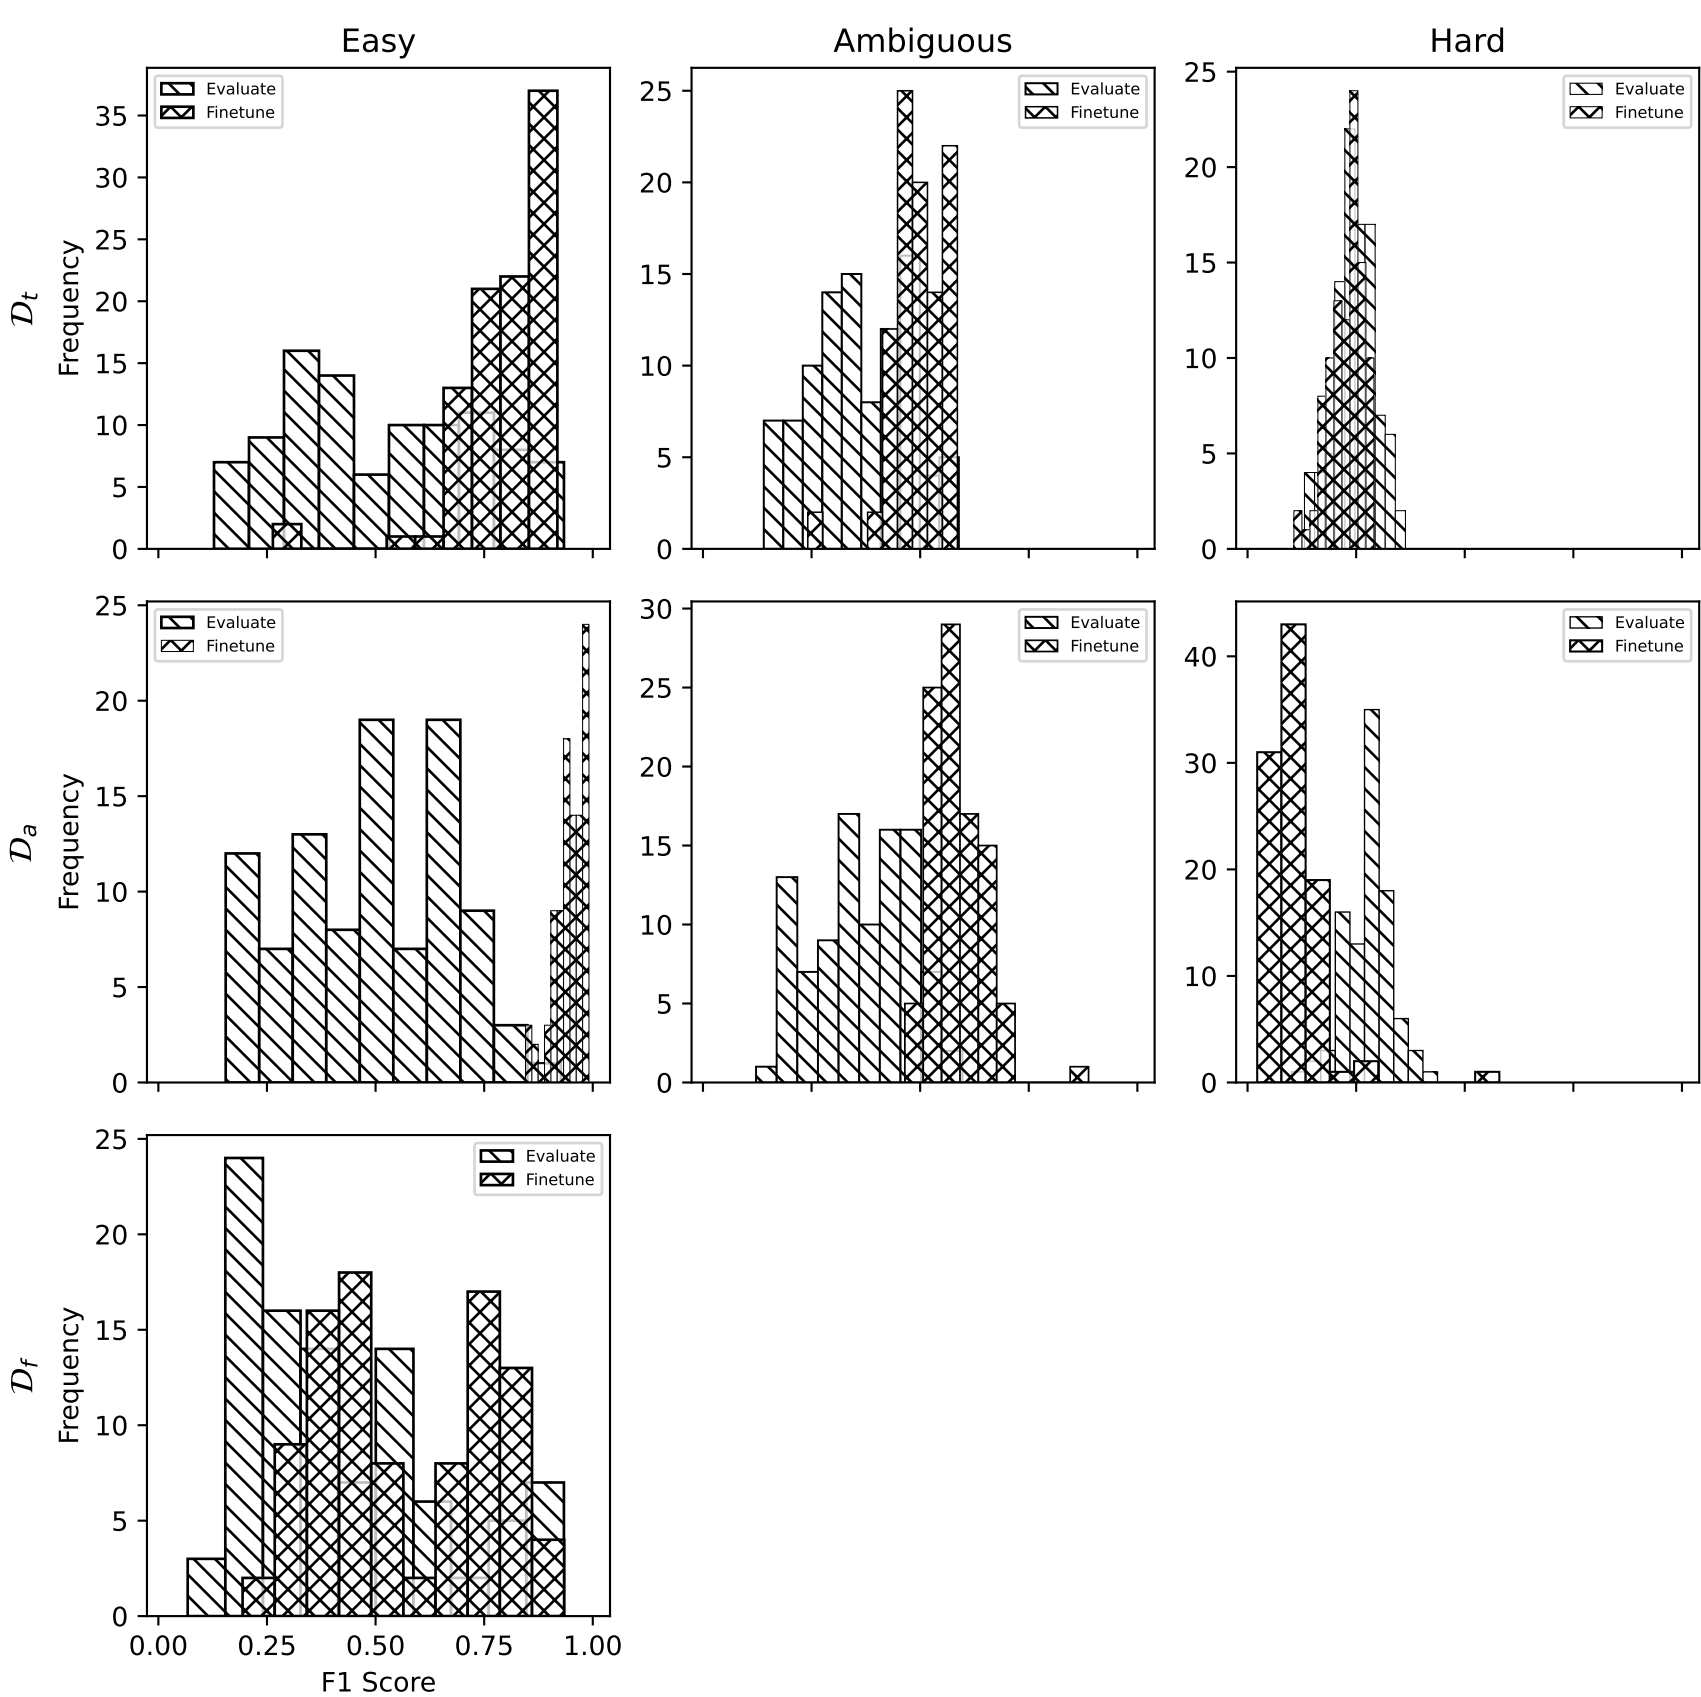 Easy
Ambiguous
Hard
𝒟t
Frequency
35
30
25
20
15
10
5
0
Evaluate
Finetune
25
20
15
10
5
0
Evaluate
Finetune
25
20
15
10
5
0
Evaluate
Finetune
𝒟a
Frequency
25
20
15
10
5
0
Evaluate
Finetune
30
25
20
15
10
5
0
Evaluate
Finetune
40
30
20
10
0
Evaluate
Finetune
𝒟f
Frequency
25
20
15
10
5
0
Evaluate
Finetune
0.00 0.25 0.50 0.75 1.00
F1 Score